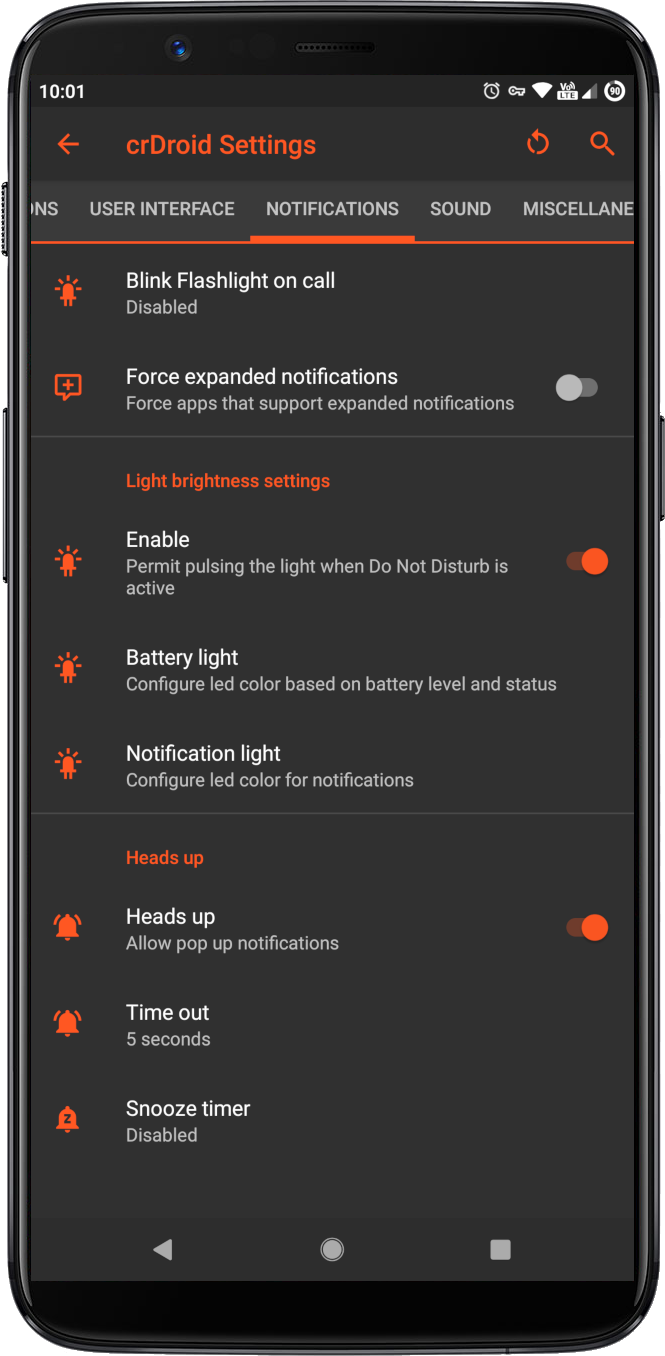 10:01
Vo))
LTE
90
crDroid Settings
ONS USER INTERFACE NOTIFICATIONS SOUND MISCELLANE
Blink Flashlight on call
Disabled
Force expanded notifications
Force apps that support expanded notifications
Light brightness settings
Enable
Permit pulsing the light when Do Not Disturb is
active
Battery light
Configure led color based on battery level and status
Notification light
Configure led color for notifications
Heads up
Heads up
Allow pop up notifications
Time out
5 seconds
Snooze timer
Z
Disabled